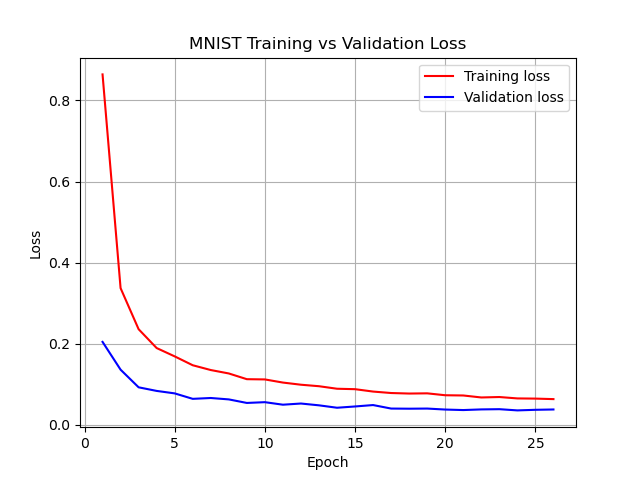 MNIST Training vs Validation Loss
Training loss
Validation loss
0.8
0.6
0.4
0.2
0.0
Loss
0 5 10 15 20 25
Epoch